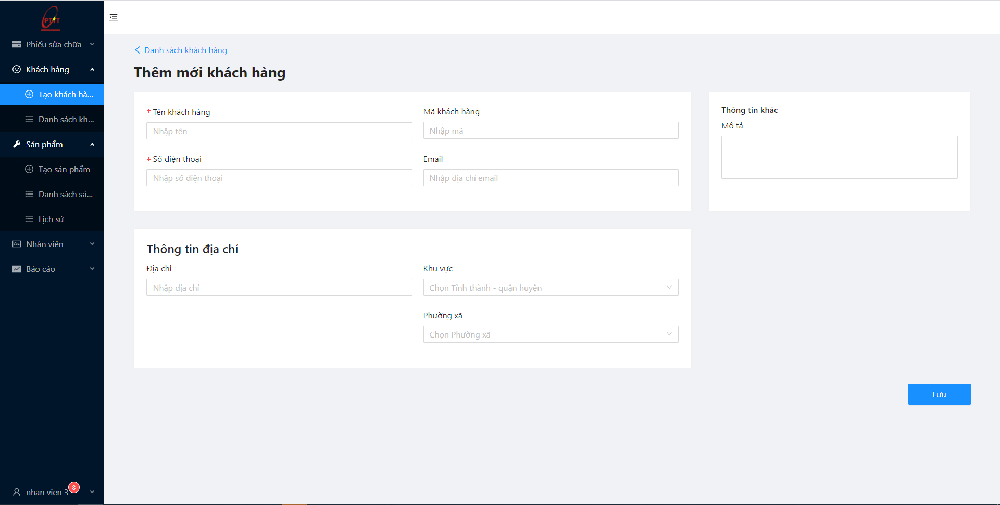 PTIT
Phiếu sửa chữa
Khách hàng
Tạo khách hà...
Danh sách kh...
Sản phẩm
Tạo sản phẩm
Danh sách sả...
Lịch sử
Nhân viên
Báo cáo
nhan vien 3
8
Danh sách khách hàng
Thêm mới khách hàng
* Tên khách hàng
Nhập tên
Mã khách hàng
Nhập mã
* Số điện thoại
Nhập số điện thoại
Email
Nhập địa chỉ email
Thông tin khác
Mô tả
Thông tin địa chỉ
Địa chỉ
Nhập địa chỉ
Khu vực
Chọn Tỉnh thành - quận huyện
Phường xã
Chọn Phường xã
Lưu